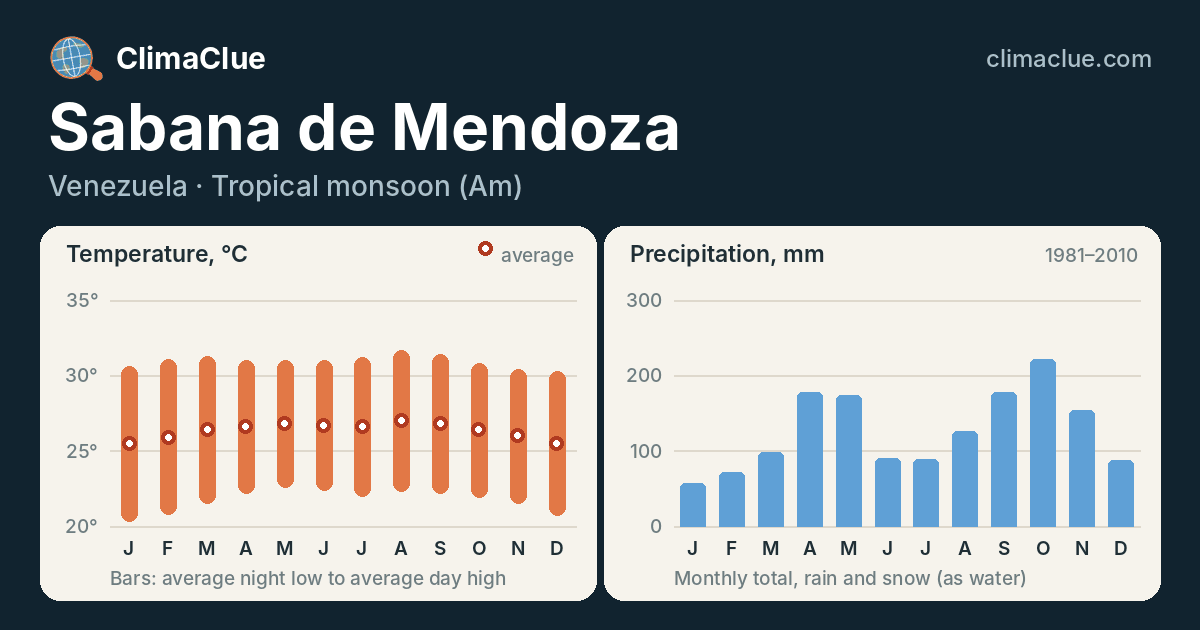 ClimaClue
climaclue.com
Sabana de Mendoza
Venezuela · Tropical monsoon (Am)
Temperature, °C
average
35°
30°
25°
20°
J F M A M J J A S O N D
Bars: average night low to average day high
Precipitation, mm
1981–2010
300
200
100
0
J F M A M J J A S O N D
Monthly total, rain and snow (as water)